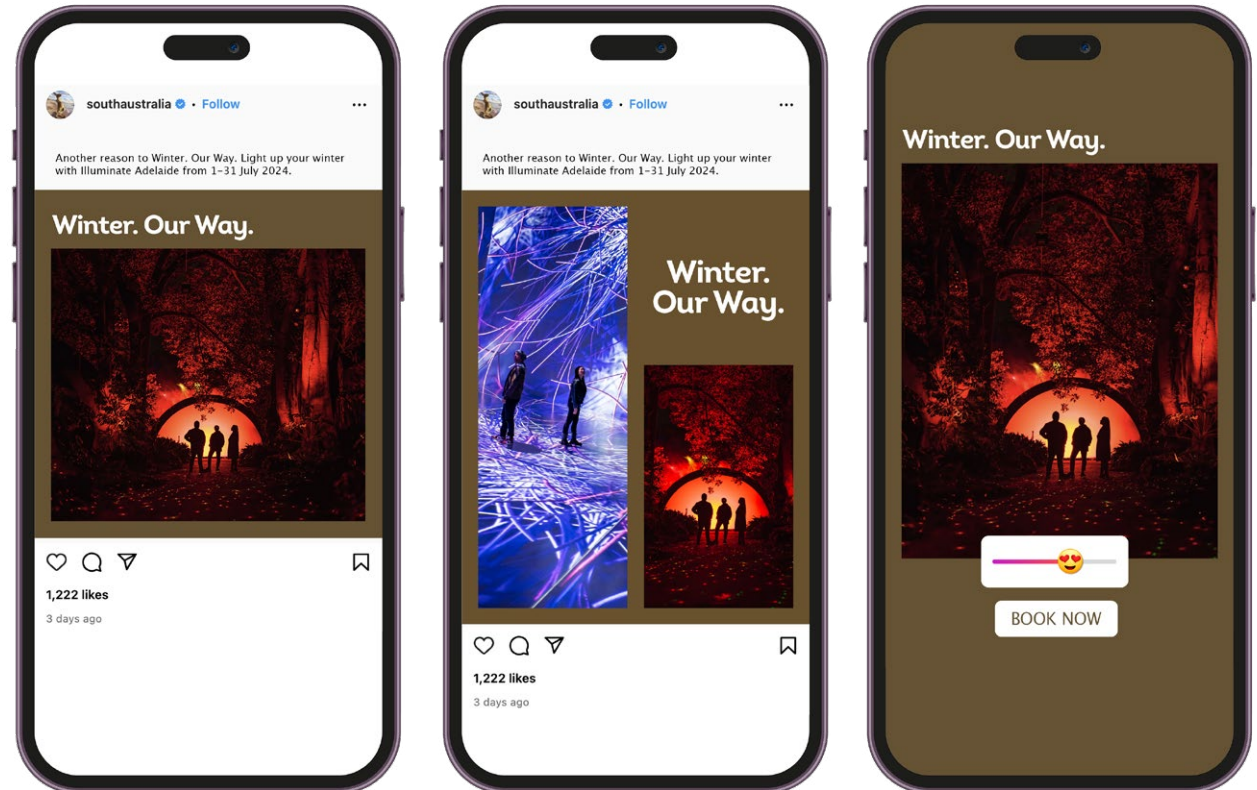 southaustralia • Follow
Another reason to Winter. Our Way. Light up your winter
with Illuminate Adelaide from 1–31 July 2024.
Winter. Our Way.
1,222 likes
3 days ago
southaustralia • Follow
Another reason to Winter. Our Way. Light up your winter
with Illuminate Adelaide from 1–31 July 2024.
Winter.
Our Way.
1,222 likes
3 days ago
Winter. Our Way.
BOOK NOW